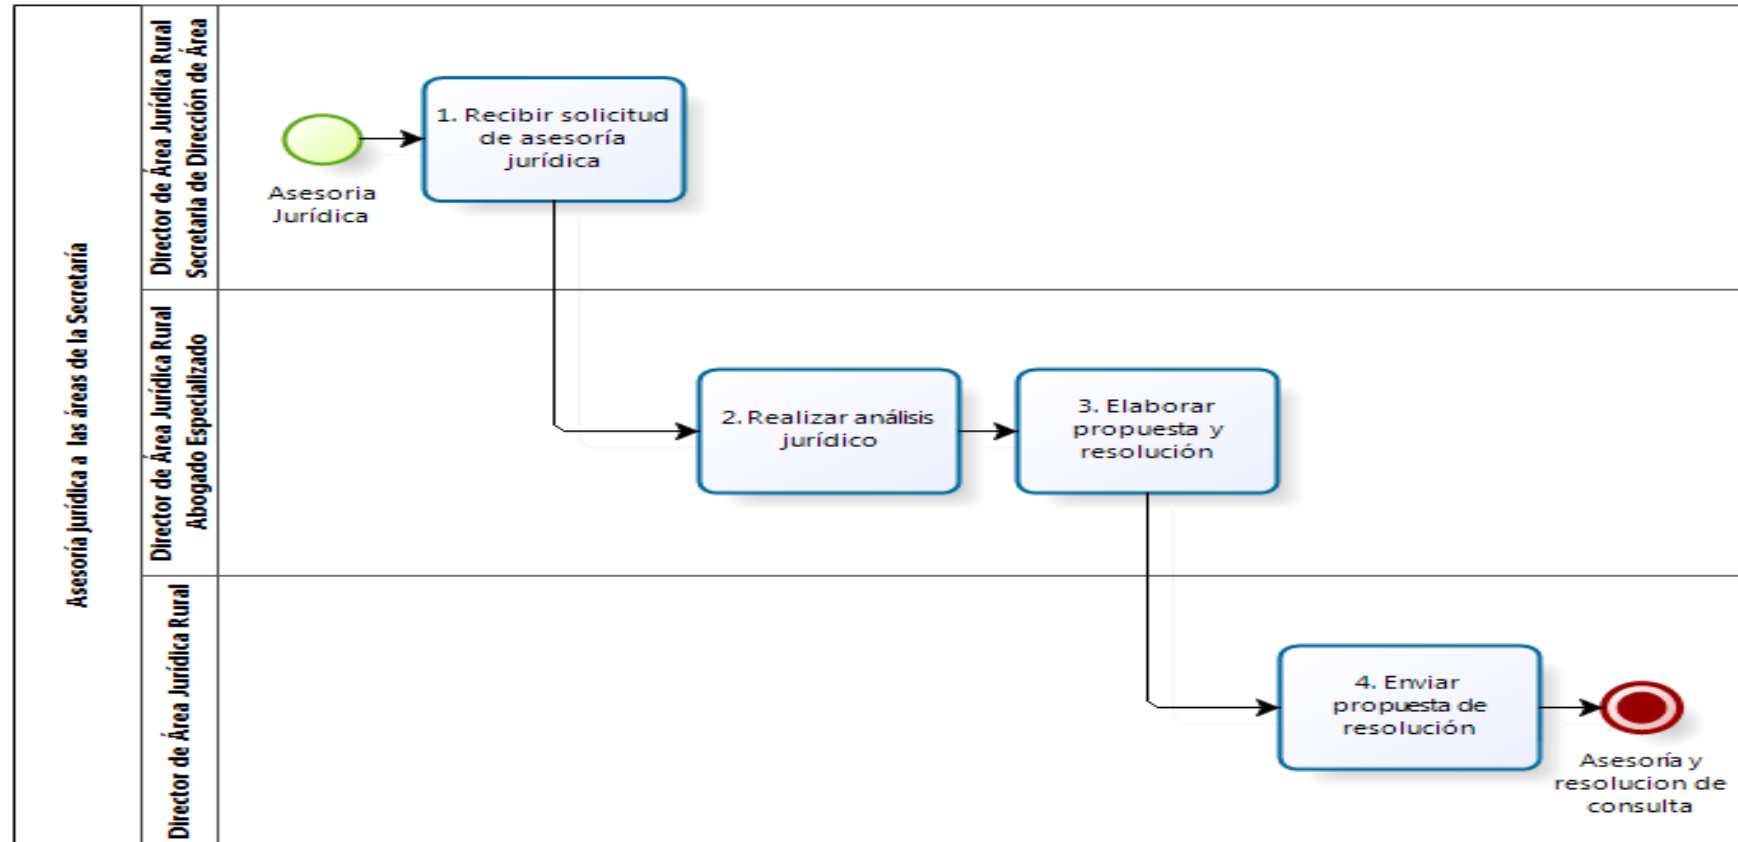 Asesoría jurídica a las áreas de la Secretaría
Director de Área Jurídica Rural
Secretaria de Dirección de Área
Asesoria
Jurídica
1. Recibir solicitud
de asesoría
jurídica
Director de Área Jurídica Rural
Abogado Especializado
2. Realizar análisis
jurídico
3. Elaborar
propuesta y
resolución
Director de Área Jurídica Rural
4. Enviar
propuesta de
resolución
Asesoría y
resolucion de
consulta